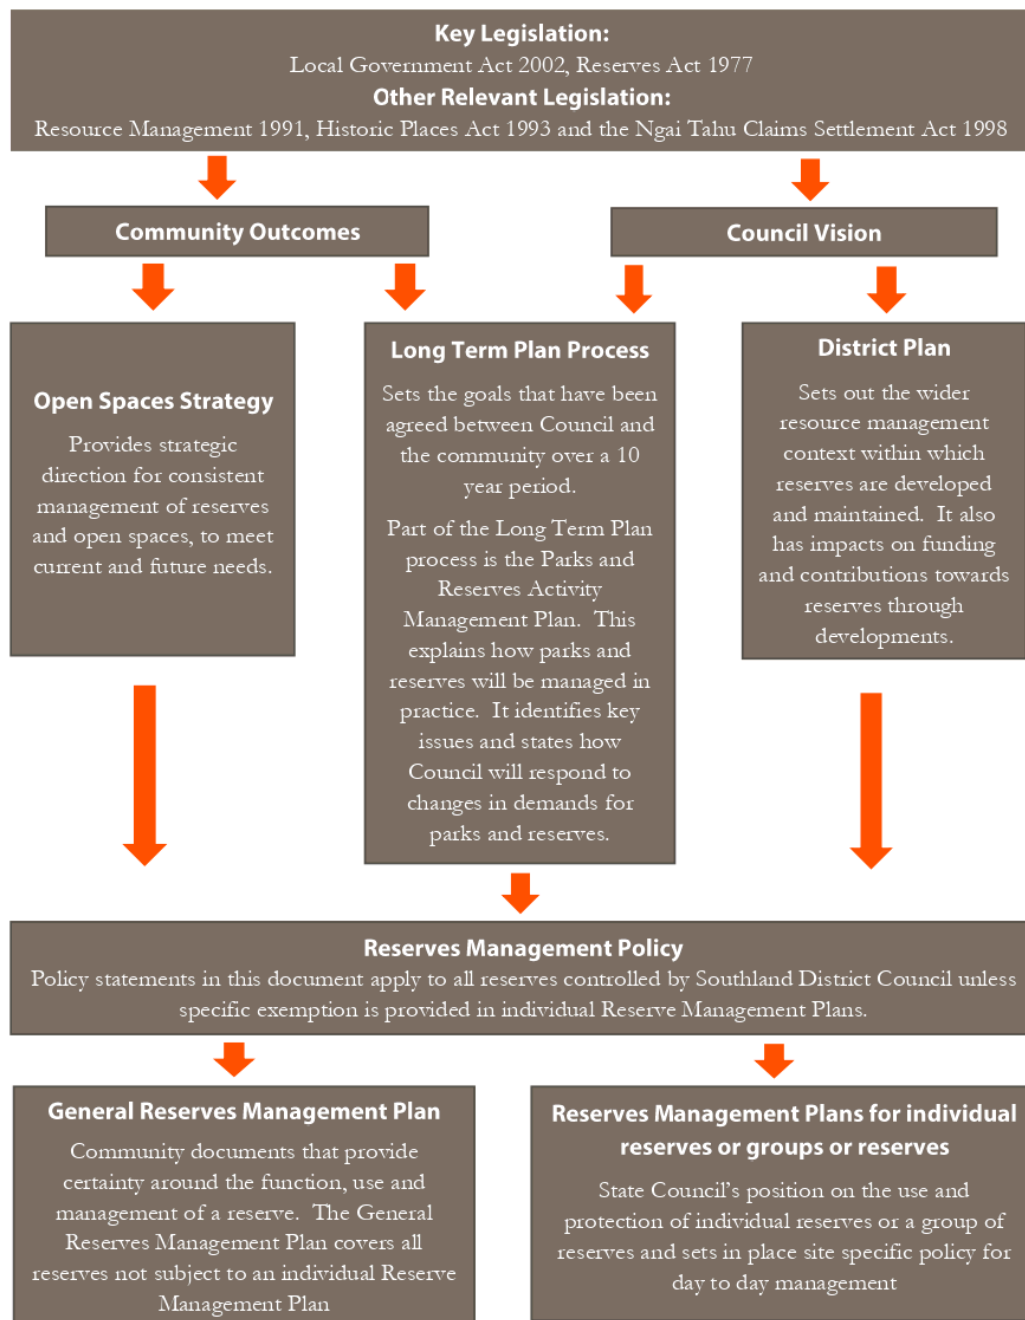 Key Legislation:
Local Government Act 2002, Reserves Act 1977
Other Relevant Legislation:
Resource Management 1991, Historic Places Act 1993 and the Ngai Tahu Claims Settlement Act 1998
Community Outcomes
Council Vision
Open Spaces Strategy
Provides strategic
direction for consistent
management of reserves
and open spaces, to meet
current and future needs.
Long Term Plan Process
Sets the goals that have been
agreed between Council and
the community over a 10
year period.
Part of the Long Term Plan
process is the Parks and
Reserves Activity
Management Plan.  This
explains how parks and
reserves will be managed in
practice.  It identifies key
issues and states how
Council will respond to
changes in demands for
parks and reserves.
District Plan
Sets out the wider
resource management
context within which
reserves are developed
and maintained.  It also
has impacts on funding
and contributions towards
reserves through
developments.
Reserves Management Policy
Policy statements in this document apply to all reserves controlled by Southland District Council unless
specific exemption is provided in individual Reserve Management Plans.
General Reserves Management Plan
Community documents that provide
certainty around the function, use and
management of a reserve.  The General
Reserves Management Plan covers all
reserves not subject to an individual Reserve
Management Plan
Reserves Management Plans for individual
reserves or groups or reserves
State Council's position on the use and
protection of individual reserves or a group of
reserves and sets in place site specific policy for
day to day management